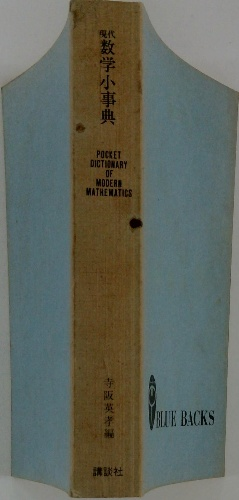 現代
数学小事典
POCKET
DICTIONARY
OF
MODERN
MATHEMATICS
寺阪英孝編
講談社
BLUE BACKS